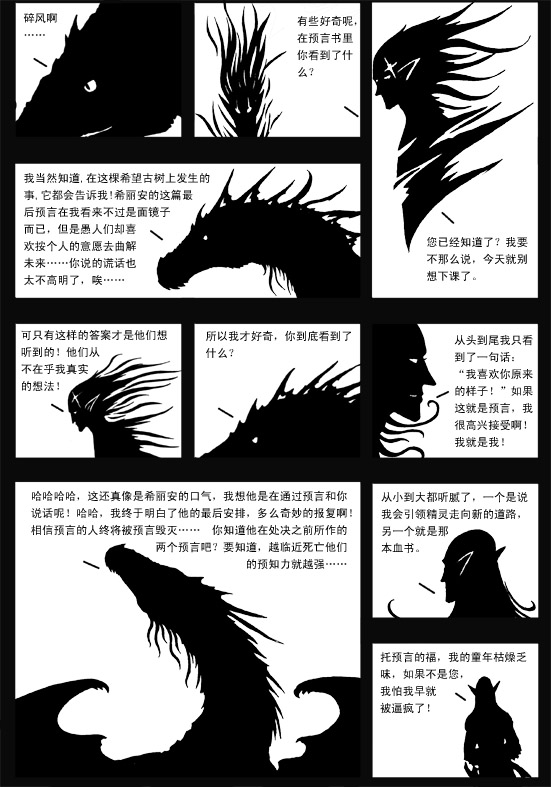 碎风啊
……
有些好奇呢，
在预言书里
你看到了什
么？
您已经知道了？我要
不那么说，今天就别
想下课了。
我当然知道，在这棵希望古树上发生的
事，它都会告诉我！希丽安的这篇最
后预言在我看来不过是面镜子
而已，但是愚人们却喜
欢按个人的意愿去曲解
未来……你说的谎话也
太不高明了，唉……
可只有这样的答案才是他们想
听到的！他们从
不在乎我真实
的想法！
所以我才好奇，你到底看到了
什么？
从头到尾我只看
到了一句话：
“我喜欢你原来
的样子！”如果
这就是预言，我
很高兴接受啊！
我就是我！
哈哈哈哈，这还真像是希丽安的口气，我想他是在通过预言和你
说话呢！哈哈，我终于明白了他的最后安排，多么奇妙的报复啊！
相信预言的人终将被预言毁灭…… 你知道他在处决之前所作的
两个预言吧？要知道，越临近死亡他们
的预知力就越强……
从小到大都听腻了，一个是说
我会引领精灵走向新的道路，
另一个就是那
本血书。
托预言的福，我的童年枯燥乏
味，如果不是您，
我怕我早就
被逼疯了！